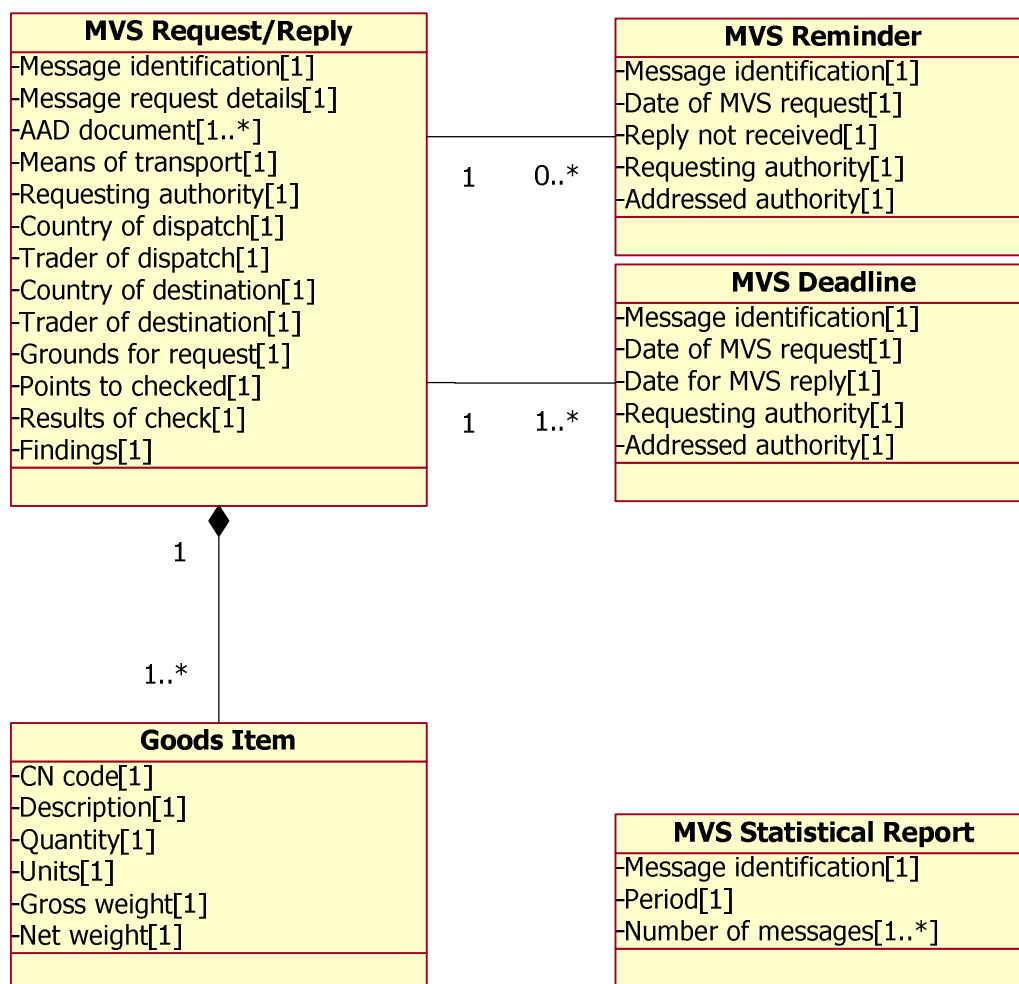 MVS Request/Reply
-Message identification[1]
-Message request details[1]
-AAD document[1..*]
-Means of transport[1]
-Requesting authority[1]
-Country of dispatch[1]
-Trader of dispatch[1]
-Country of destination[1]
-Trader of destination[1]
-Grounds for request[1]
-Points to checked[1]
-Results of check[1]
-Findings[1]
MVS Reminder
-Message identification[1]
-Date of MVS request[1]
-Reply not received[1]
-Requesting authority[1]
-Addressed authority[1]
1 0..*
MVS Deadline
-Message identification[1]
-Date of MVS request[1]
-Date for MVS reply[1]
-Requesting authority[1]
-Addressed authority[1]
1 1..*
1
1..*
Goods Item
-CN code[1]
-Description[1]
-Quantity[1]
-Units[1]
-Gross weight[1]
-Net weight[1]
MVS Statistical Report
-Message identification[1]
-Period[1]
-Number of messages[1..*]